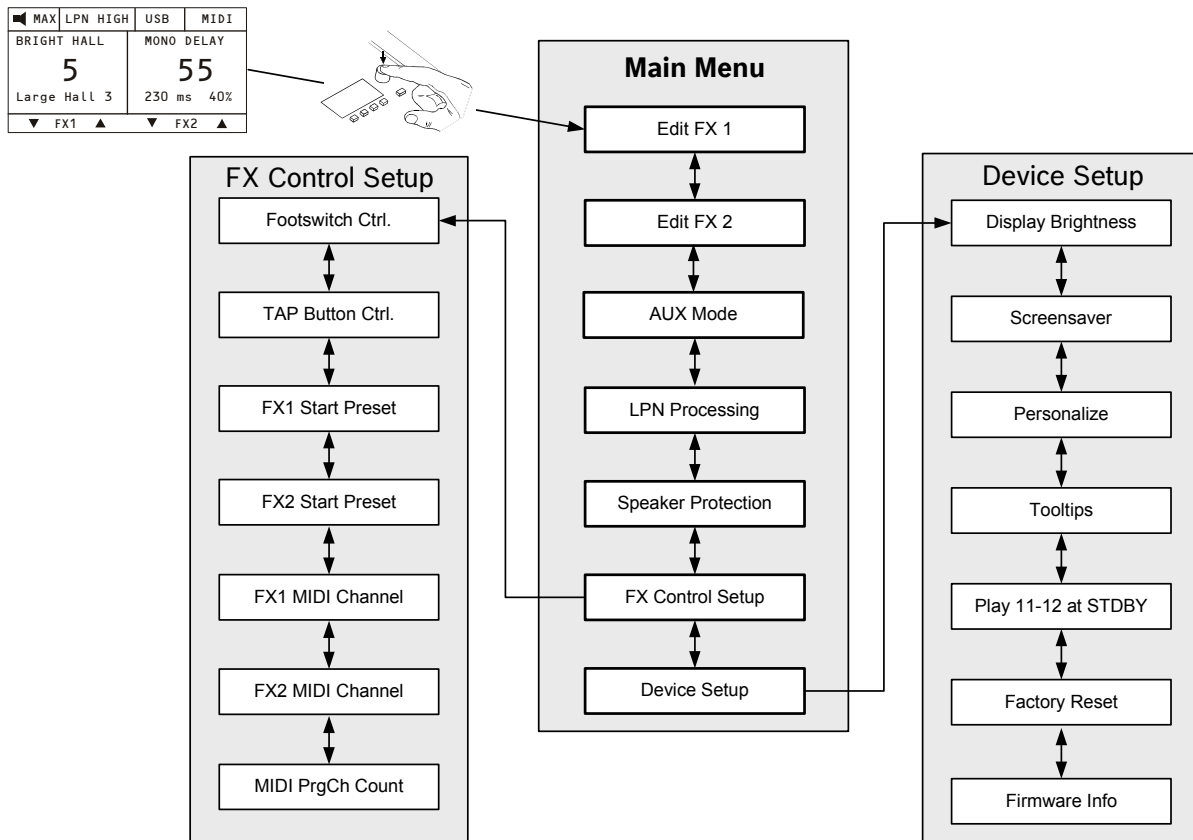 MAX LPN HIGH USB MIDI
BRIGHT HALL MONO DELAY
5 55
Large Hall 3 230 ms 40%
▼ FX1 ▲ ▼ FX2 ▲
Main Menu
Edit FX 1
Edit FX 2
AUX Mode
LPN Processing
Speaker Protection
FX Control Setup
Device Setup
FX Control Setup
Footswitch Ctrl.
TAP Button Ctrl.
FX1 Start Preset
FX2 Start Preset
FX1 MIDI Channel
FX2 MIDI Channel
MIDI PrgCh Count
Device Setup
Display Brightness
Screensaver
Personalize
Tooltips
Play 11-12 at STDBY
Factory Reset
Firmware Info